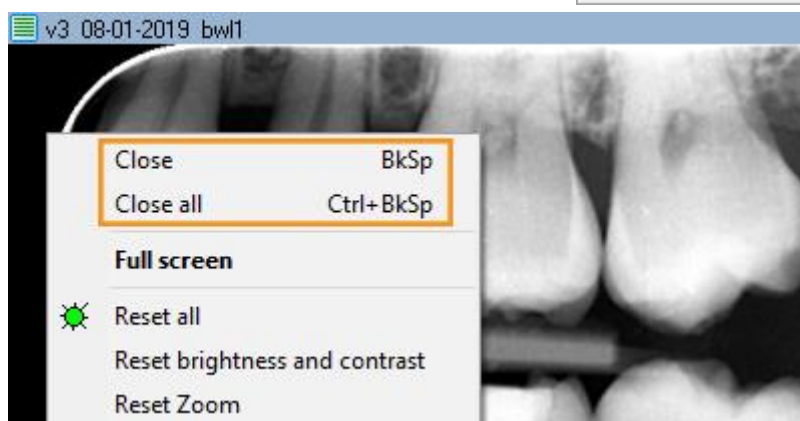 v3 08-01-2019 bwl1
Close BkSp
Close all Ctrl+BkSp
Full screen
Reset all
Reset brightness and contrast
Reset Zoom